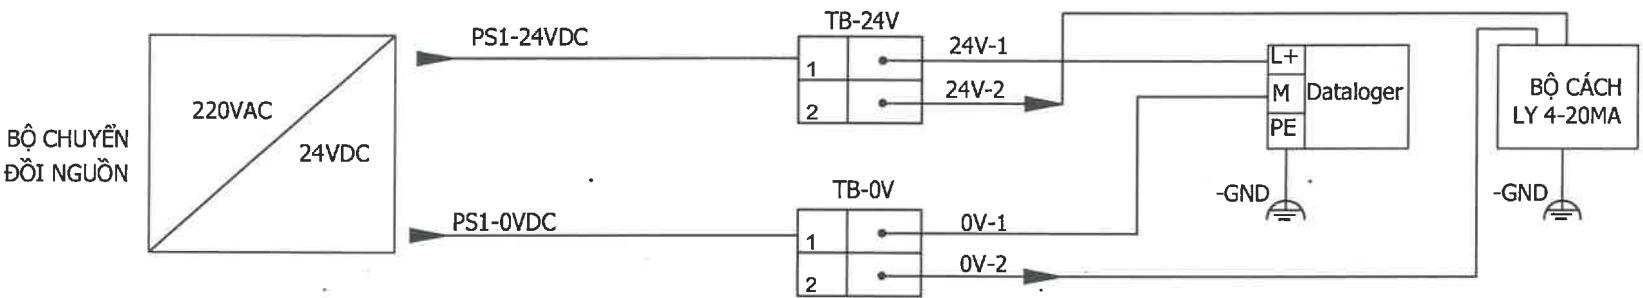 BỘ CHUYỂN
ĐỒI NGUỒN
220VAC
24VDC
PS1-24VDC
PS1-0VDC
TB-24V
1
2
24V-1
24V-2
TB-0V
1
2
0V-1
0V-2
L+
M
PE
Dataloger
-GND
BỘ CÁCH
LY 4-20MA
-GND